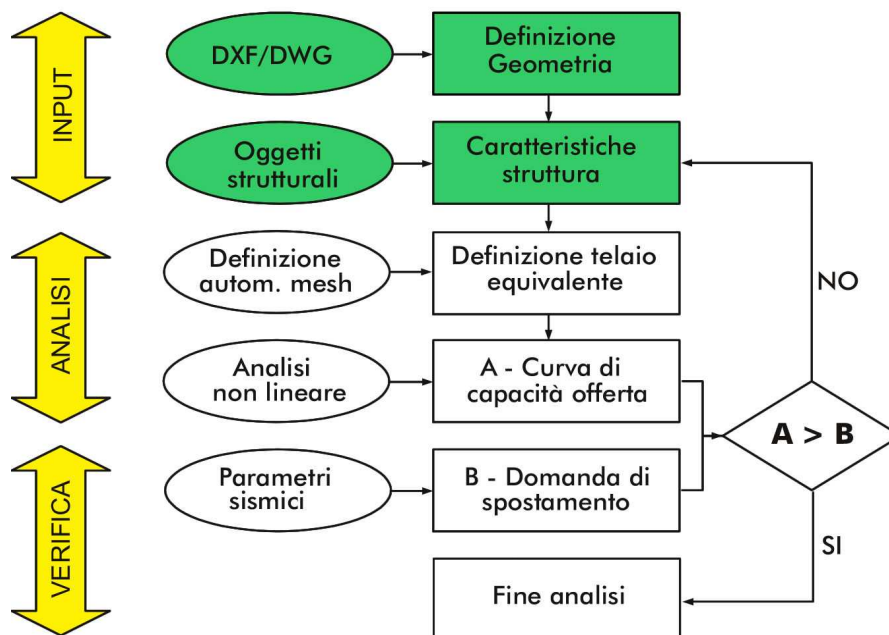 INPUT
DXF/DWG
Definizione
Geometria
Oggetti
strutturali
Caratteristiche
struttura
ANALISI
Definizione
autom. mesh
Definizione telaio
equivalente
NO
Analisi
non lineare
A - Curva di
capacità offerta
A > B
VERIFICA
Parametri
sismici
B - Domanda di
spostamento
SI
Fine analisi